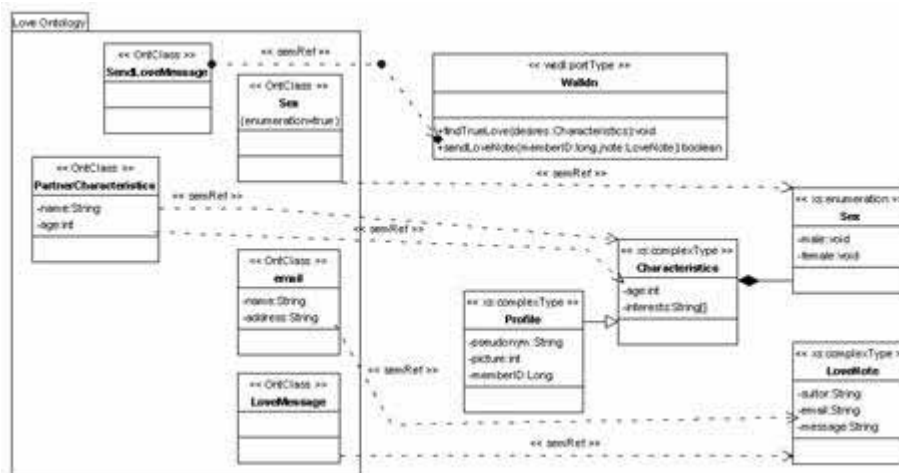 Love Ontology
<< OntClass >>
SendLoveMessage
<< semRef >>
<< OntClass >>
Sex
(enumeration=true)
<< wsdl:portType >>
WalkIn
+findTrueLove(desires:Characteristics):void
+sendLoveNote(memberID:long,note:LoveNote):boolean
<< OntClass >>
PartnerCharacteristics
-name:String
-age:int
<< semRef >>
<< semRef >>
<< semRef >>
<< xs:enumeration >>
Sex
-male:void
-female:void
<< OntClass >>
email
-name:String
-address:String
<< xs:complexType >>
Characteristics
-age:int
-interests:String[]
<< xs:complexType >>
Profile
-pseudonym:String
-picture:int
-memberID:Long
<< semRef >>
<< OntClass >>
LoveMessage
<< xs:complexType >>
LoveNote
-suitor:String
-email:String
-message:String
<< semRef >>